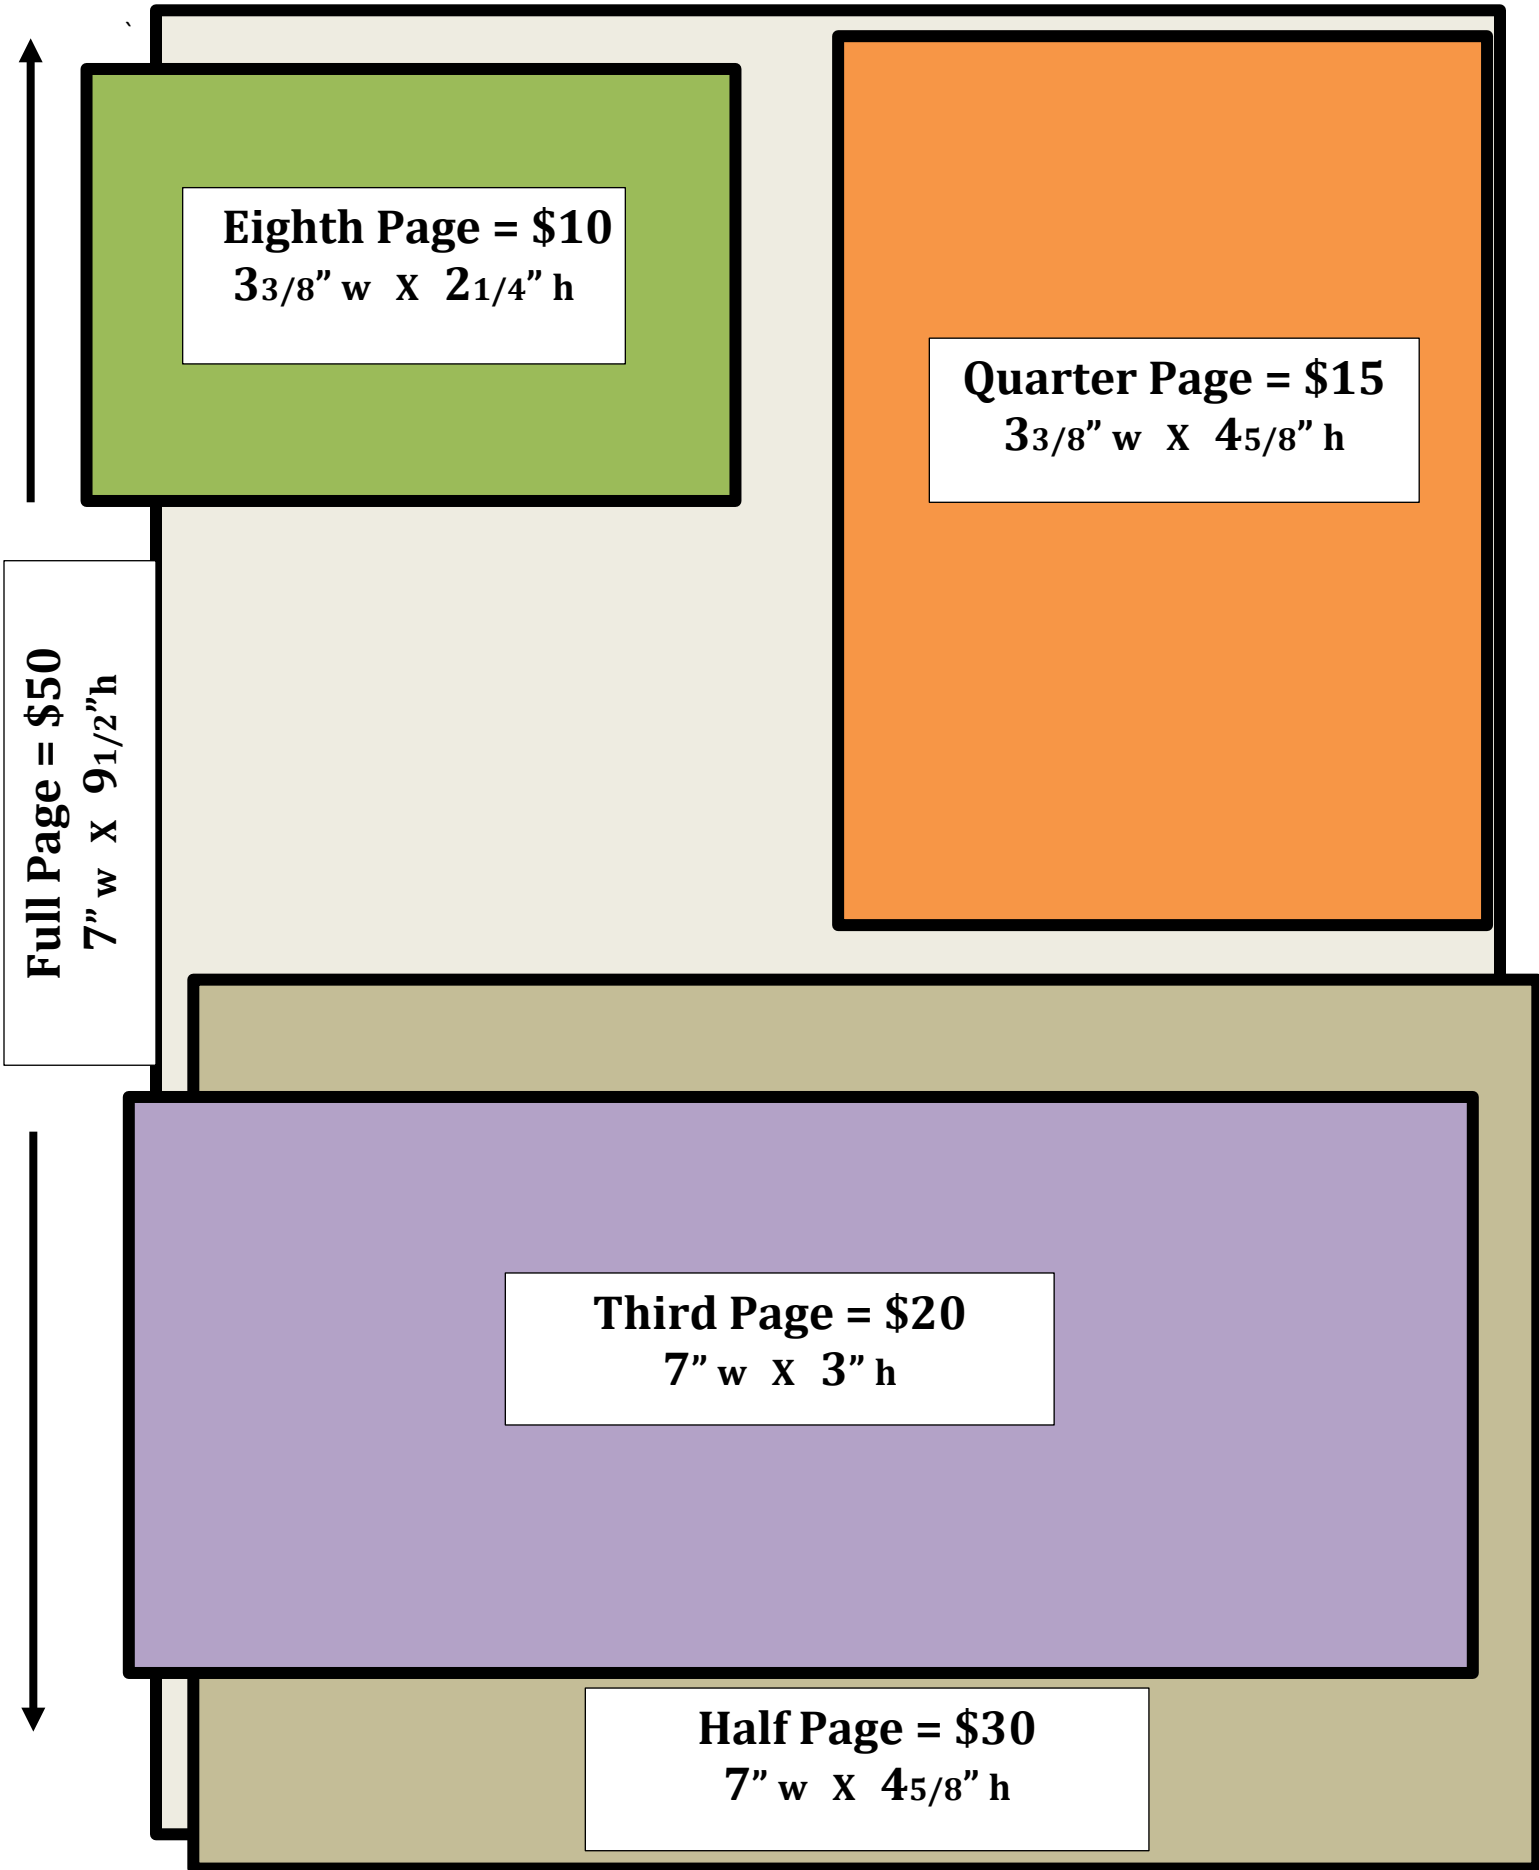 `
Eighth Page = $10
33/8” w X 21/4” h
Quarter Page = $15
33/8” w X 45/8” h
Full Page = $50
7” w X 91/2”h
Third Page = $20
7” w X 3” h
Half Page = $30
7” w X 45/8” h